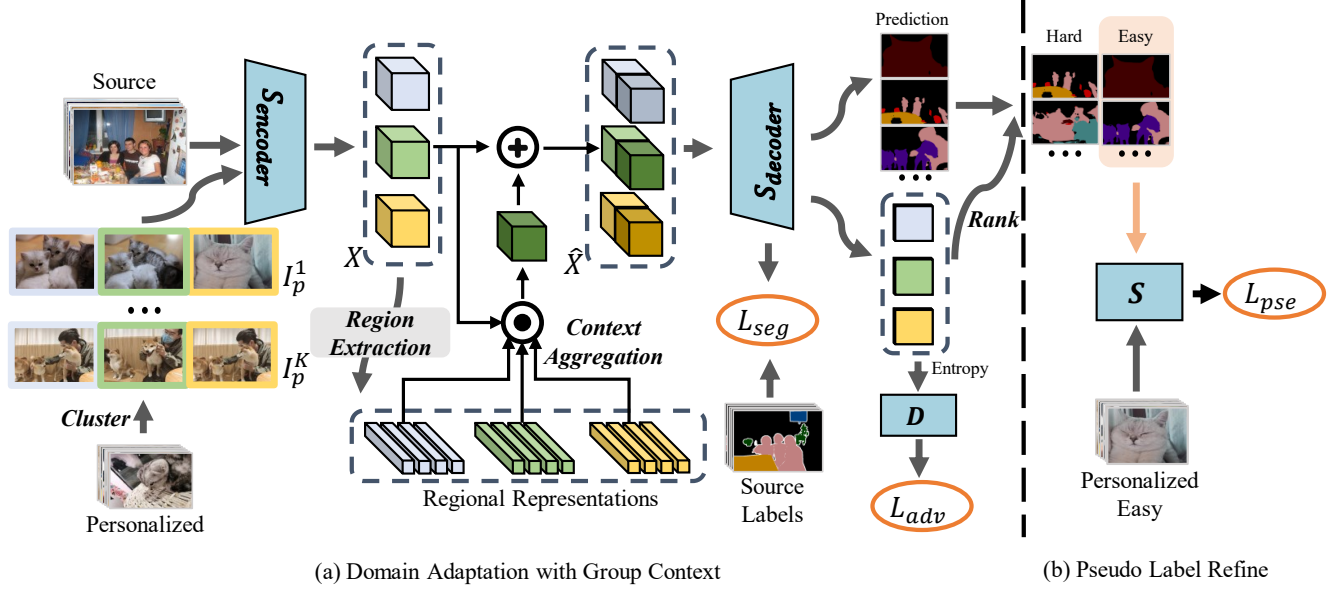 Source
S_encoder
I_p^1
I_p^K
Cluster
Personalized
X
Region
Extraction
Context
Aggregation
X̂
Regional Representations
S_decoder
L_seg
Source
Labels
Prediction
Rank
Entropy
D
L_adv
(a) Domain Adaptation with Group Context
Hard
Easy
S
L_pse
Personalized
Easy
(b) Pseudo Label Refine